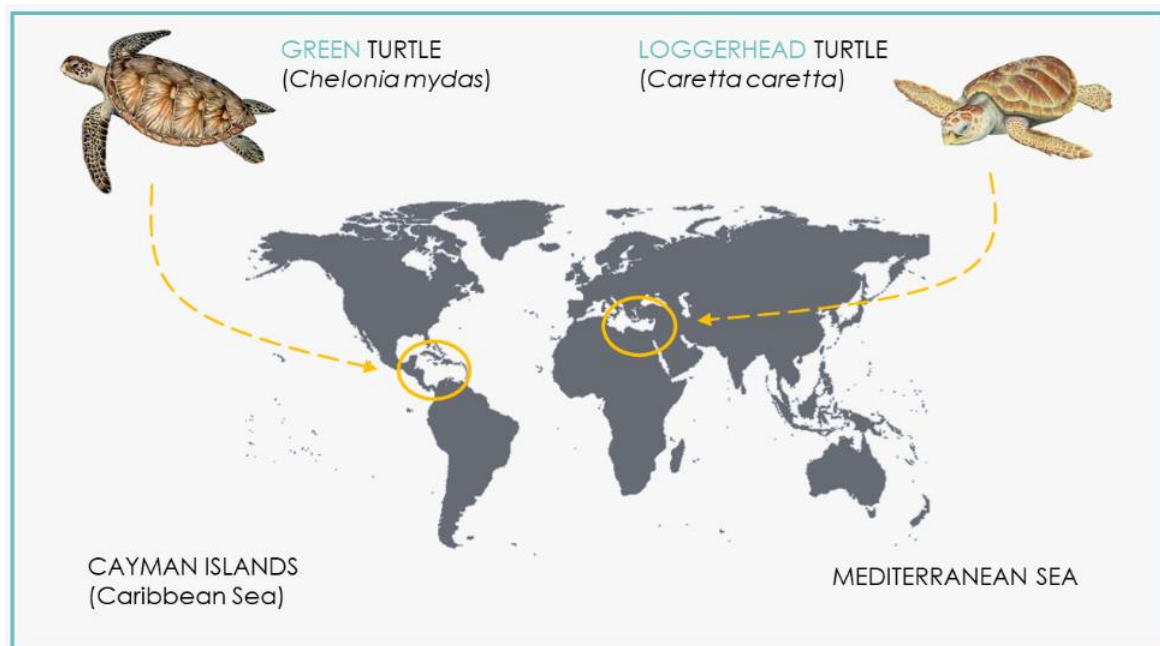 GREEN TURTLE
(Chelonia mydas)
LOGGERHEAD TURTLE
(Caretta caretta)
CAYMAN ISLANDS
(Caribbean Sea)
MEDITERRANEAN SEA